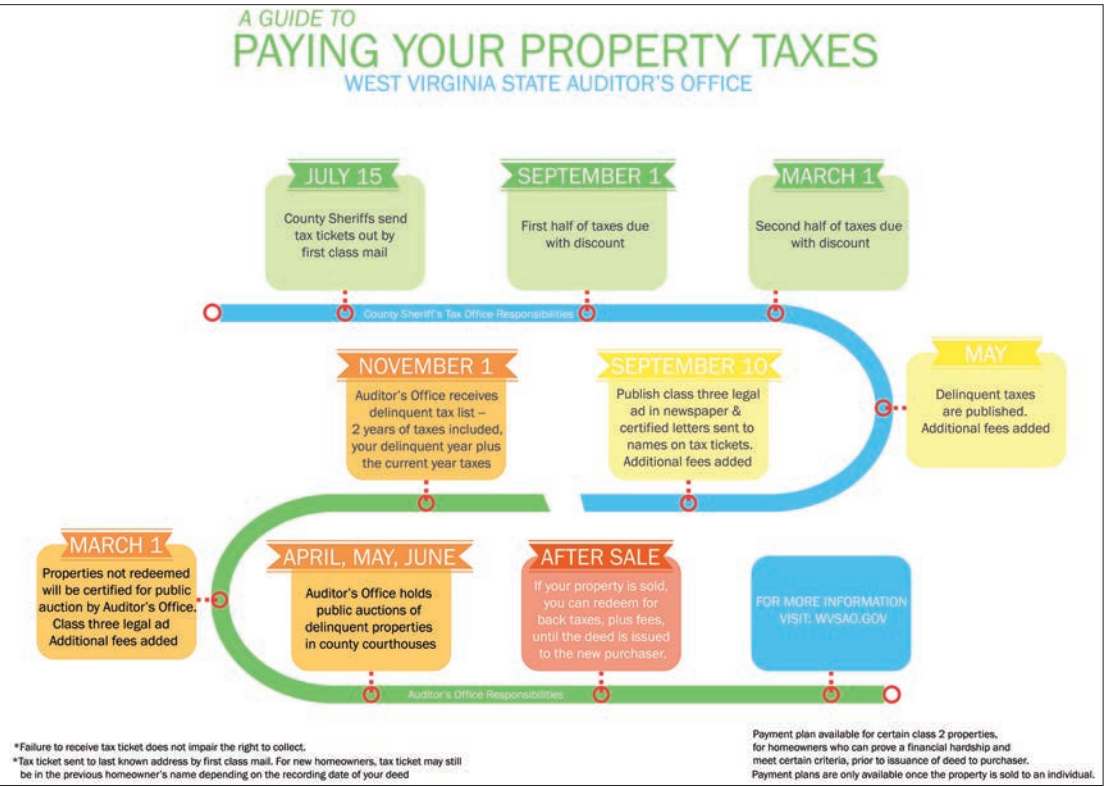 A GUIDE TO
PAYING YOUR PROPERTY TAXES
WEST VIRGINIA STATE AUDITOR'S OFFICE
JULY 15
County Sheriffs send
tax tickets out by
first class mail
SEPTEMBER 1
First half of taxes due
with discount
MARCH 1
Second half of taxes due
with discount
County Sheriff's Tax Office Responsibilities
MAY
Delinquent taxes
are published.
Additional fees added
SEPTEMBER 10
Publish class three legal
ad in newspaper &
certified letters sent to
names on tax tickets.
Additional fees added
NOVEMBER 1
Auditor's Office receives
delinquent tax list –
2 years of taxes included,
your delinquent year plus
the current year taxes
MARCH 1
Properties not redeemed
will be certified for public
auction by Auditor's Office.
Class three legal ad
Additional fees added
APRIL, MAY, JUNE
Auditor's Office holds
public auctions of
delinquent properties
in county courthouses
AFTER SALE
If your property is sold,
you can redeem for
back taxes, plus fees,
until the deed is issued
to the new purchaser.
FOR MORE INFORMATION
VISIT: WVSAO.GOV
Auditor's Office Responsibilities
*Failure to receive tax ticket does not impair the right to collect.
*Tax ticket sent to last known address by first class mail. For new homeowners, tax ticket may still
be in the previous homeowner's name depending on the recording date of your deed
Payment plan available for certain class 2 properties,
for homeowners who can prove a financial hardship and
meet certain criteria, prior to issuance of deed to purchaser.
Payment plans are only available once the property is sold to an individual.